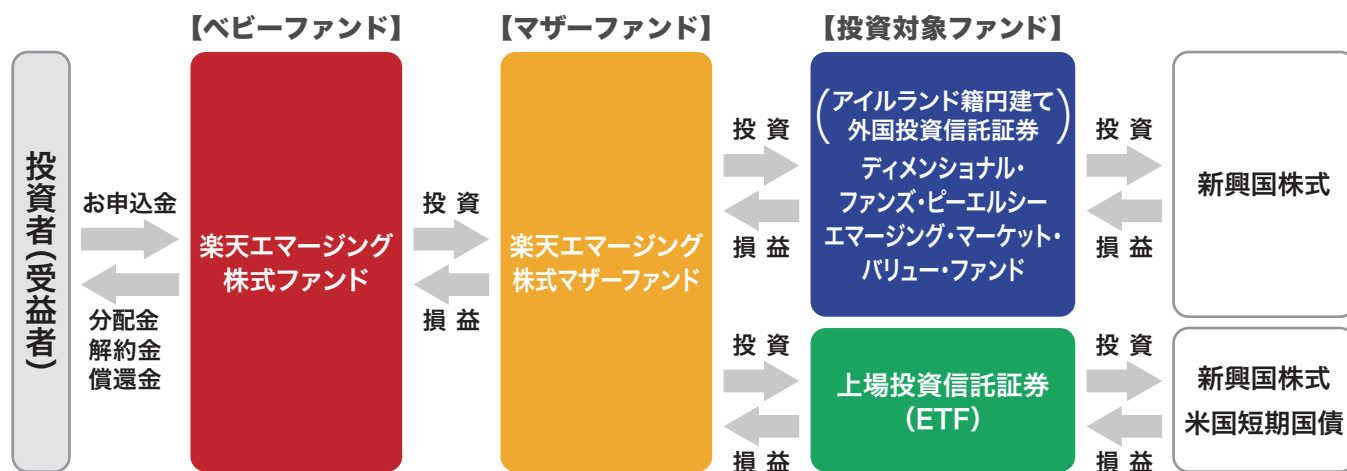 【ベビーファンド】
【マザーファンド】
【投資対象ファンド】
投資者(受益者)
お申込金
分配金
解約金
償還金
楽天エマージング
株式ファンド
投 資
損 益
楽天エマージング
株式マザーファンド
投 資
損 益
(アイルランド籍円建て
外国投資信託証券)
ディメンショナル・
ファンズ・ピーエルシー
エマージング・マーケット・
バリュー・ファンド
投 資
損 益
新興国株式
投 資
損 益
上場投資信託証券
(ETF)
投 資
損 益
新興国株式
米国短期国債